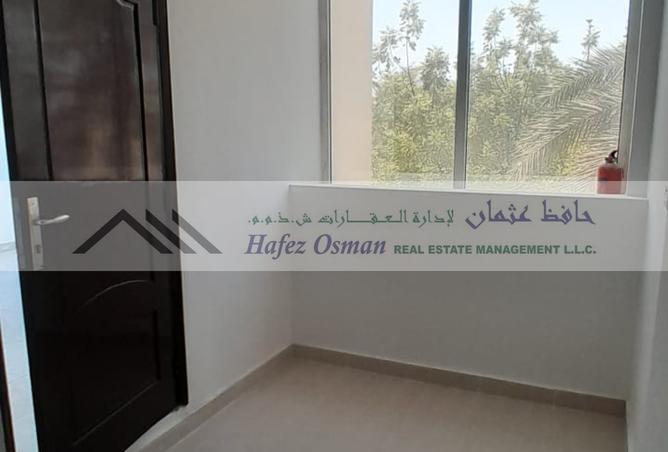 حافظ عثمان لإدارة العقارات ش.ذ.م.م.
Hafez Osman REAL ESTATE MANAGEMENT L.L.C.